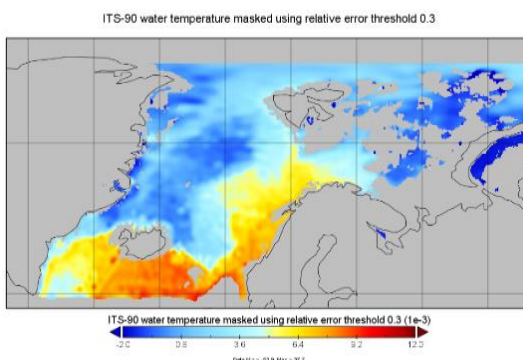 ITS-90 water temperature masked using relative error threshold 0.3
ITS-90 water temperature masked using relative error threshold 0.3 (1e-3)
-2.0 0.8 3.6 6.4 9.2 12.0